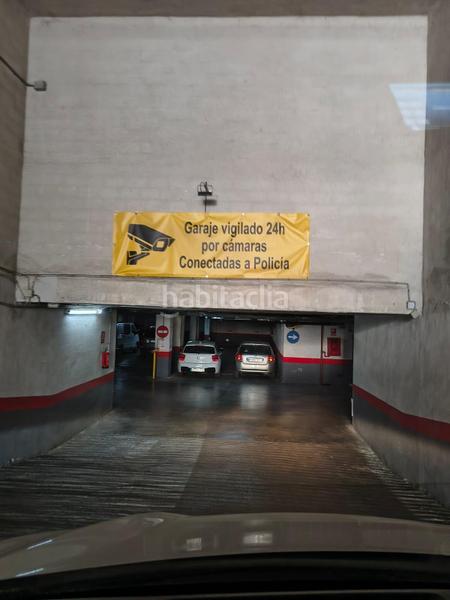 Garaje vigilado 24h
por cámaras
Conectadas a Policía
habitaclia